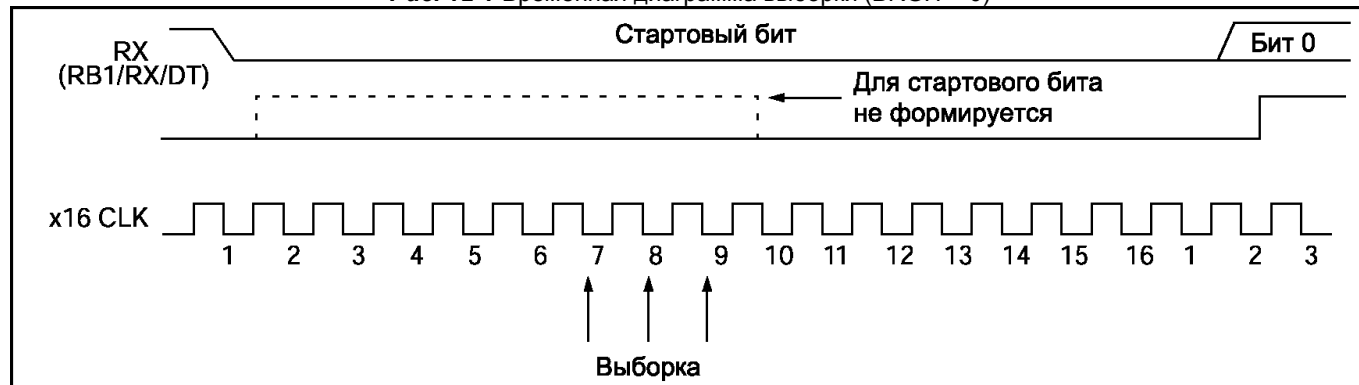 Стартовый бит
Бит 0
RX
(RB1/RX/DT)
Для стартового бита
не формируется
x16 CLK
1 2 3 4 5 6 7 8 9 10 11 12 13 14 15 16 1 2 3
Выборка